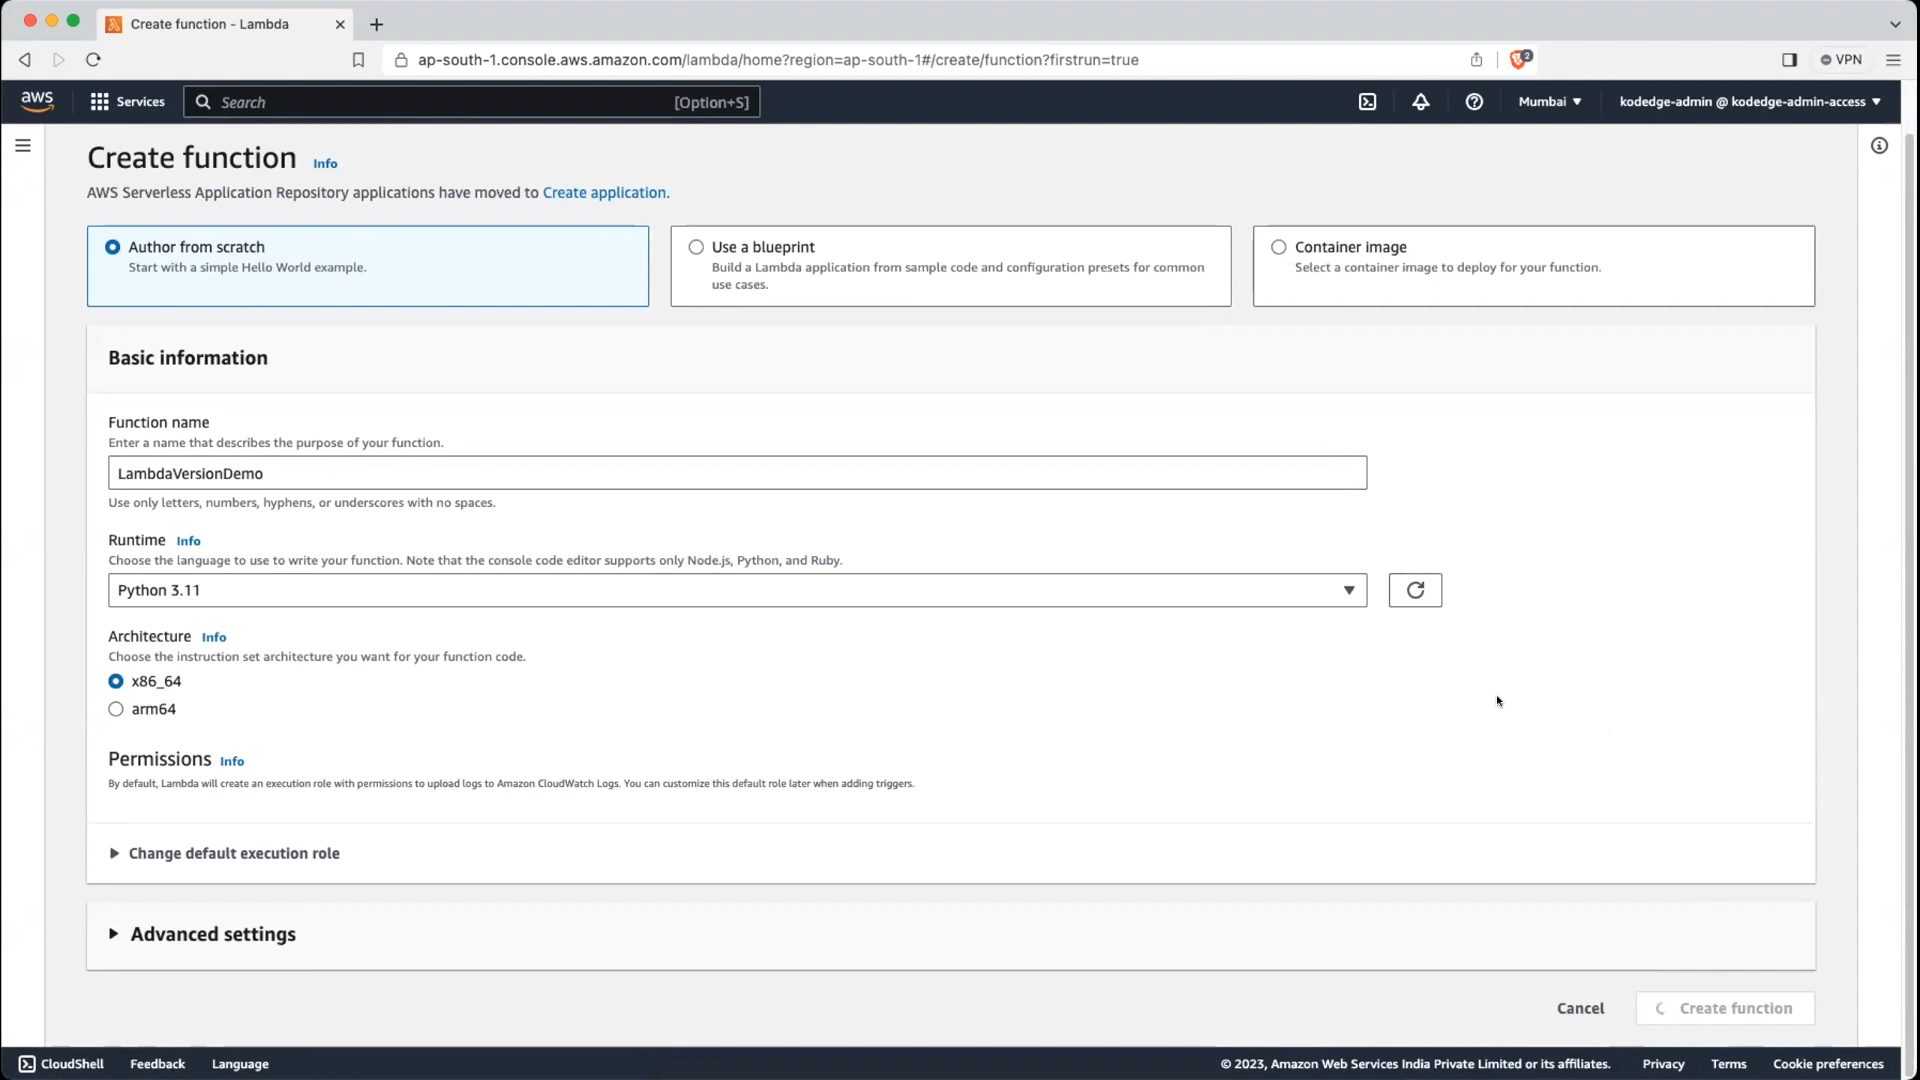 Create function - Lambda
ap-south-1.console.aws.amazon.com/lambda/home?region=ap-south-1#/create/function?firstrun=true
2
VPN
aws
Services
Search
[Option+S]
Mumbai
kodedge-admin @ kodedge-admin-access
Create function Info
AWS Serverless Application Repository applications have moved to Create application.
Author from scratch
Start with a simple Hello World example.
Use a blueprint
Build a Lambda application from sample code and configuration presets for common
use cases.
Container image
Select a container image to deploy for your function.
Basic information
Function name
Enter a name that describes the purpose of your function.
LambdaVersionDemo
Use only letters, numbers, hyphens, or underscores with no spaces.
Runtime Info
Choose the language to use to write your function. Note that the console code editor supports only Node.js, Python, and Ruby.
Python 3.11
Architecture Info
Choose the instruction set architecture you want for your function code.
x86_64
arm64
Permissions Info
By default, Lambda will create an execution role with permissions to upload logs to Amazon CloudWatch Logs. You can customize this default role later when adding triggers.
Change default execution role
Advanced settings
Cancel
Create function
CloudShell
Feedback
Language
© 2023, Amazon Web Services India Private Limited or its affiliates.
Privacy
Terms
Cookie preferences